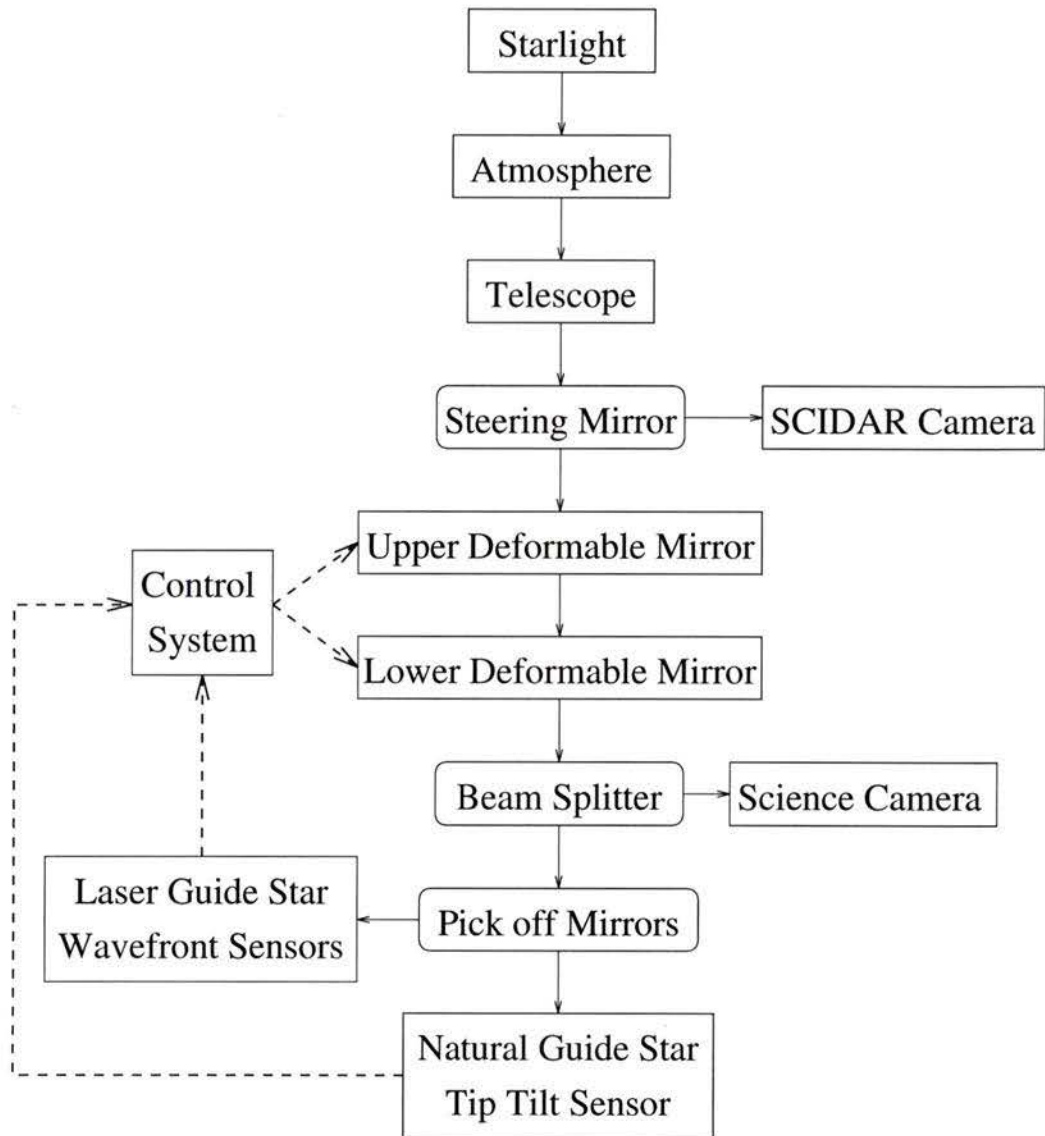 Starlight
Atmosphere
Telescope
Steering Mirror
SCIDAR Camera
Upper Deformable Mirror
Control
System
Lower Deformable Mirror
Beam Splitter
Science Camera
Laser Guide Star
Wavefront Sensors
Pick off Mirrors
Natural Guide Star
Tip Tilt Sensor